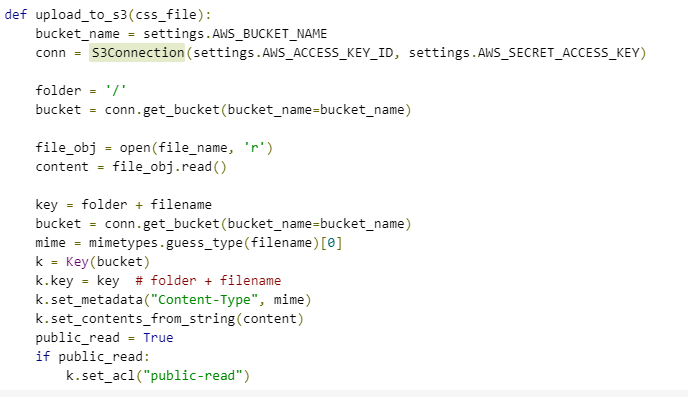 def upload_to_s3(css_file):
    bucket_name = settings.AWS_BUCKET_NAME
    conn = S3Connection(settings.AWS_ACCESS_KEY_ID, settings.AWS_SECRET_ACCESS_KEY)

    folder = '/'
    bucket = conn.get_bucket(bucket_name=bucket_name)

    file_obj = open(file_name, 'r')
    content = file_obj.read()

    key = folder + filename
    bucket = conn.get_bucket(bucket_name=bucket_name)
    mime = mimetypes.guess_type(filename)[0]
    k = Key(bucket)
    k.key = key  # folder + filename
    k.set_metadata("Content-Type", mime)
    k.set_contents_from_string(content)
    public_read = True
    if public_read:
        k.set_acl("public-read")